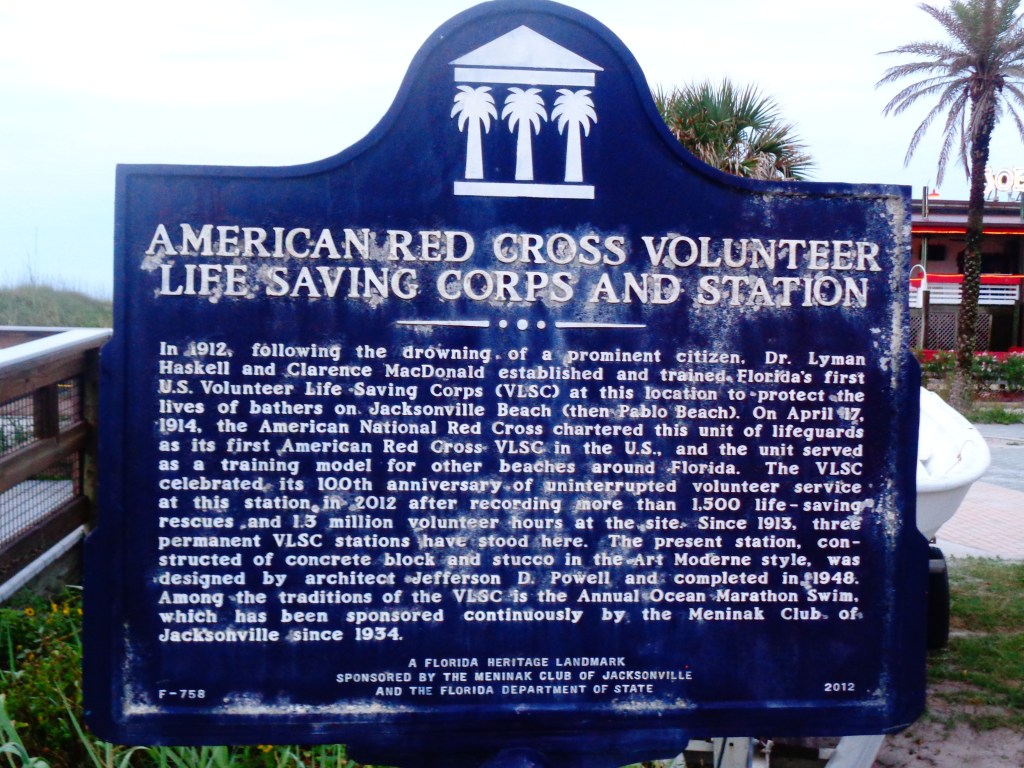 AMERICAN RED CROSS VOLUNTEER
LIFE SAVING CORPS AND STATION
In 1912, following the drowning of a prominent citizen, Dr. Lyman
Haskell and Clarence MacDonald established and trained Florida's first
U.S. Volunteer Life Saving Corps (VLSC) at this location to protect the
lives of bathers on Jacksonville Beach (then Pablo Beach). On April 17,
1914, the American National Red Cross chartered this unit of lifeguards
as its first American Red Cross VLSC in the U.S., and the unit served
as a training model for other beaches around Florida. The VLSC
celebrated its 100th anniversary of uninterrupted volunteer service
at this station in 2012 after recording more than 1,500 life-saving
rescues and 1.3 million volunteer hours at the site. Since 1913, three
permanent VLSC stations have stood here. The present station, con-
structed of concrete block and stucco in the Art Moderne style, was
designed by architect Jefferson D. Powell and completed in 1948.
Among the traditions of the VLSC is the Annual Ocean Marathon Swim,
which has been sponsored continuously by the Meninak Club of
Jacksonville since 1934.
A FLORIDA HERITAGE LANDMARK
SPONSORED BY THE MENINAK CLUB OF JACKSONVILLE
AND THE FLORIDA DEPARTMENT OF STATE
F-758
2012